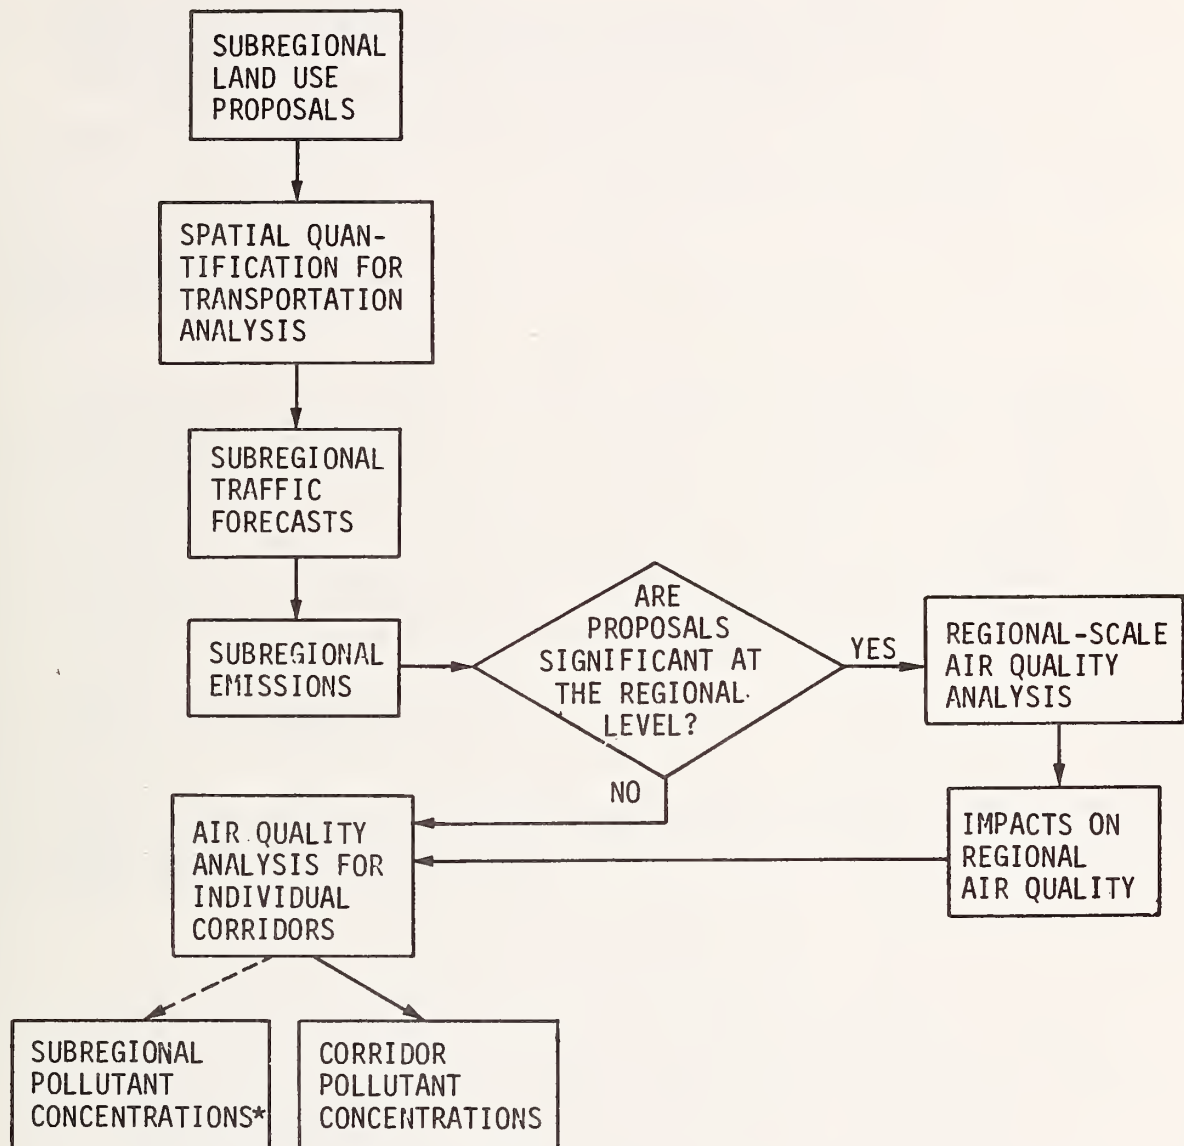 SUBREGIONAL
LAND USE
PROPOSALS
SPATIAL QUAN-
TIFICATION FOR
TRANSPORTATION
ANALYSIS
SUBREGIONAL
TRAFFIC
FORECASTS
SUBREGIONAL
EMISSIONS
ARE
PROPOSALS
SIGNIFICANT AT
THE REGIONAL
LEVEL?
YES
REGIONAL-SCALE
AIR QUALITY
ANALYSIS
NO
IMPACTS ON
REGIONAL
AIR QUALITY
AIR QUALITY
ANALYSIS FOR
INDIVIDUAL
CORRIDORS
SUBREGIONAL
POLLUTANT
CONCENTRATIONS*
CORRIDOR
POLLUTANT
CONCENTRATIONS